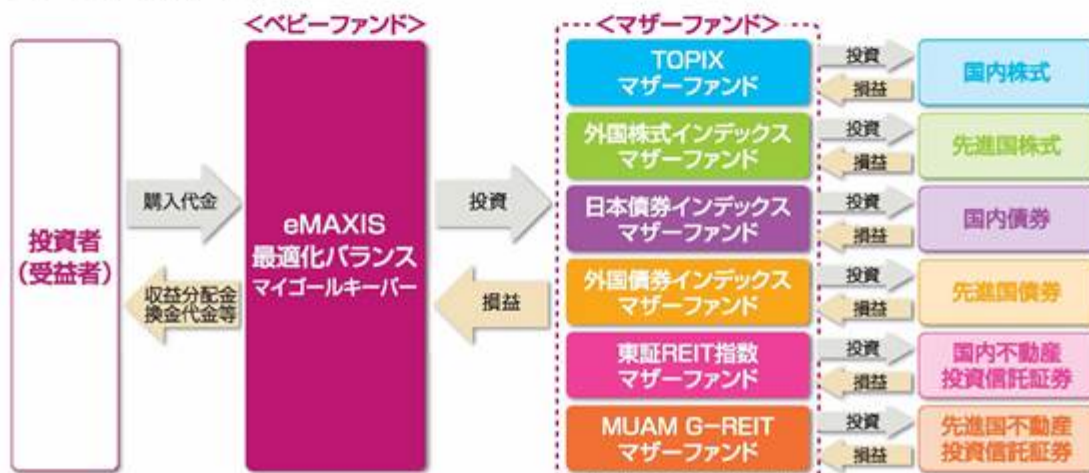 <ベビーファンド>
<マザーファンド>
投資者
(受益者)
購入代金
収益分配金
換金代金等
eMAXIS
最適化バランス
マイゴールキーパー
投資
損益
TOPIX
マザーファンド
投資
損益
国内株式
外国株式インデックス
マザーファンド
投資
損益
先進国株式
日本債券インデックス
マザーファンド
投資
損益
国内債券
外国債券インデックス
マザーファンド
投資
損益
先進国債券
東証REIT指数
マザーファンド
投資
損益
国内不動産
投資信託証券
MUAM G-REIT
マザーファンド
投資
損益
先進国不動産
投資信託証券